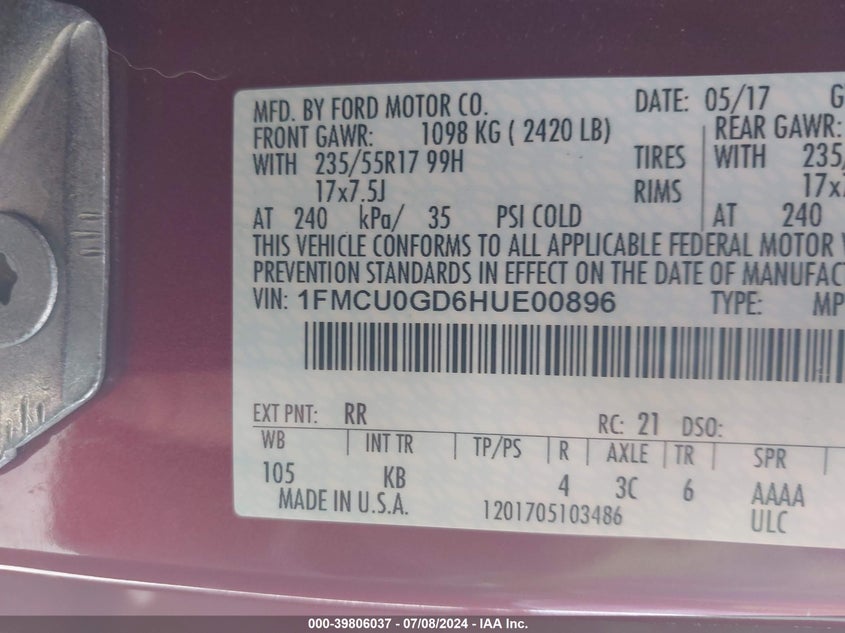 MFD. BY FORD MOTOR CO. DATE: 05/17 G
FRONT GAWR: 1098 KG ( 2420 LB) REAR GAWR:
WITH 235/55R17 99H TIRES WITH 235/
17x7.5J RIMS 17x7
AT 240 kPa/ 35 PSI COLD AT 240
THIS VEHICLE CONFORMS TO ALL APPLICABLE FEDERAL MOTOR V
PREVENTION STANDARDS IN EFFECT ON THE DATE OF MANUFACT
VIN: 1FMCU0GD6HUE00896 TYPE: MP
EXT PNT: RR RC: 21 DSO:
WB INT TR TP/PS R AXLE TR SPR
105 KB 4 3C 6 AAAA
MADE IN U.S.A. 1201705103486 ULC
000-39806037 - 07/08/2024 - IAA Inc.